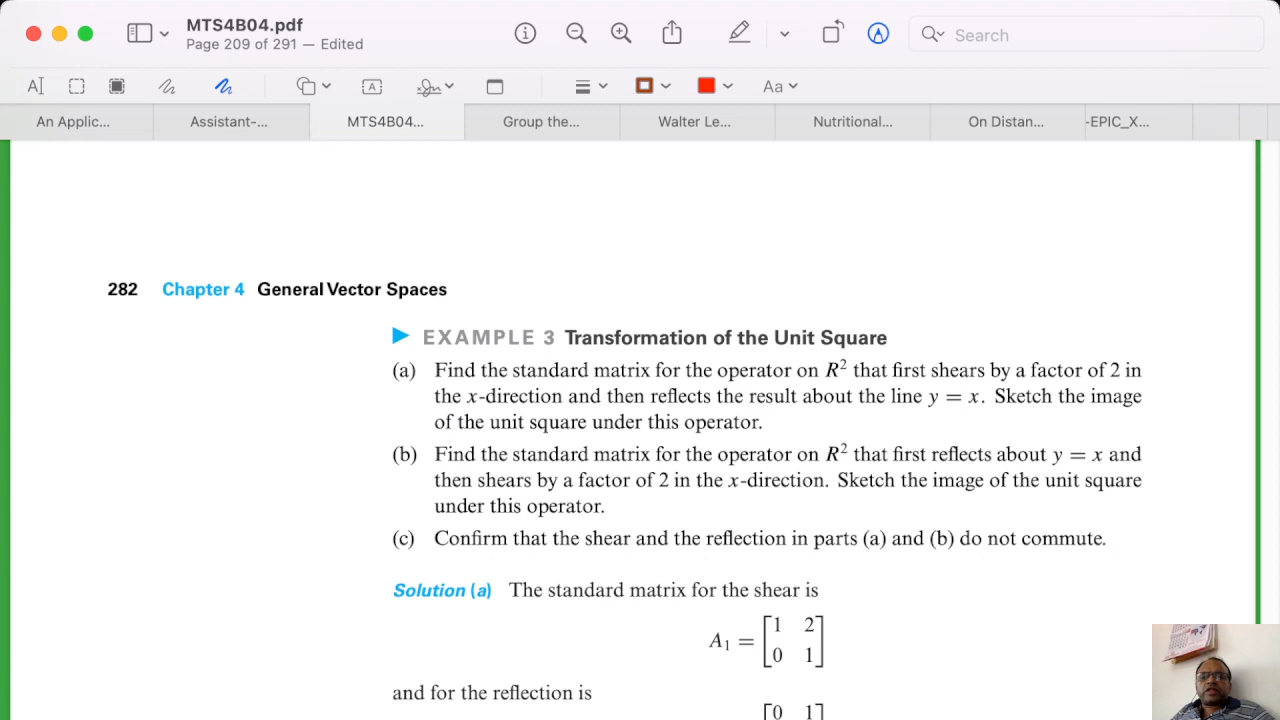 MTS4B04.pdf
Page 209 of 291 — Edited
Search
An Applic...
Assistant-...
MTS4B04...
Group the...
Walter Le...
Nutritional...
On Distan...
-EPIC_X...
282 Chapter 4 General Vector Spaces
EXAMPLE 3 Transformation of the Unit Square
(a) Find the standard matrix for the operator on R² that first shears by a factor of 2 in
the x-direction and then reflects the result about the line y = x. Sketch the image
of the unit square under this operator.
(b) Find the standard matrix for the operator on R² that first reflects about y = x and
then shears by a factor of 2 in the x-direction. Sketch the image of the unit square
under this operator.
(c) Confirm that the shear and the reflection in parts (a) and (b) do not commute.
Solution (a) The standard matrix for the shear is
A₁ = [1 2
0 1]
and for the reflection is
[0 1]